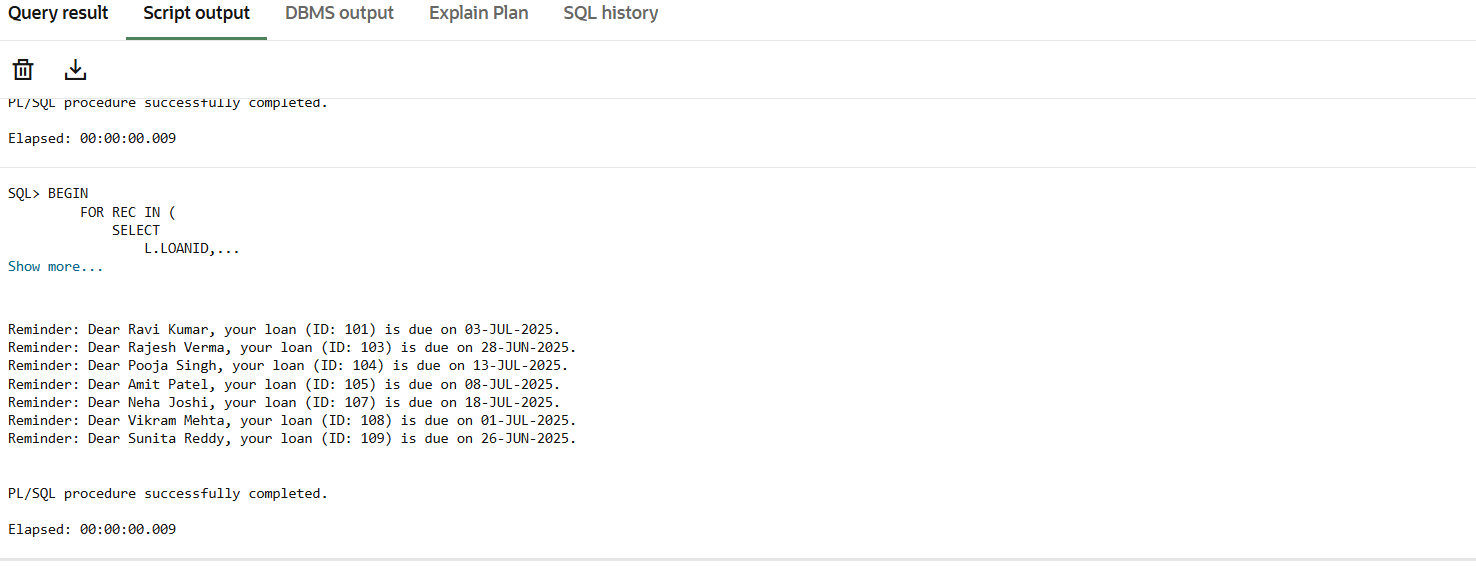 Query result Script output DBMS output Explain Plan SQL history
PL/SQL procedure successfully completed.
Elapsed: 00:00:00.009
SQL> BEGIN
FOR REC IN (
SELECT
L.LOANID,...
Show more...
Reminder: Dear Ravi Kumar, your loan (ID: 101) is due on 03-JUL-2025.
Reminder: Dear Rajesh Verma, your loan (ID: 103) is due on 28-JUN-2025.
Reminder: Dear Pooja Singh, your loan (ID: 104) is due on 13-JUL-2025.
Reminder: Dear Amit Patel, your loan (ID: 105) is due on 08-JUL-2025.
Reminder: Dear Neha Joshi, your loan (ID: 107) is due on 18-JUL-2025.
Reminder: Dear Vikram Mehta, your loan (ID: 108) is due on 01-JUL-2025.
Reminder: Dear Sunita Reddy, your loan (ID: 109) is due on 26-JUN-2025.
PL/SQL procedure successfully completed.
Elapsed: 00:00:00.009